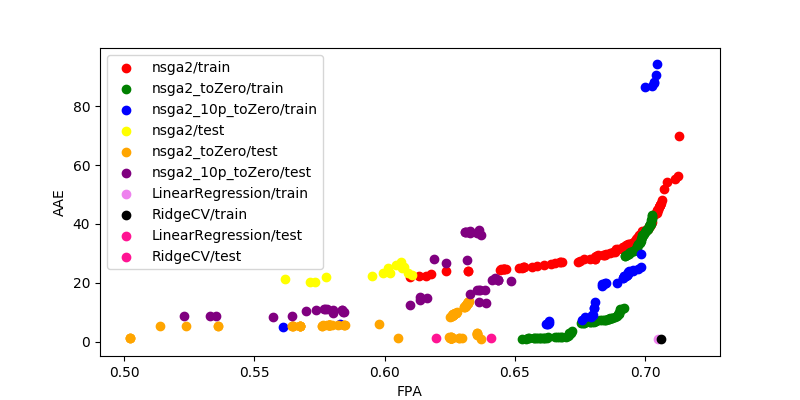 nsga2/train
nsga2_toZero/train
nsga2_10p_toZero/train
nsga2/test
nsga2_toZero/test
nsga2_10p_toZero/test
LinearRegression/train
RidgeCV/train
LinearRegression/test
RidgeCV/test
AAE
80
60
40
20
0
0.50 0.55 0.60 0.65 0.70
FPA